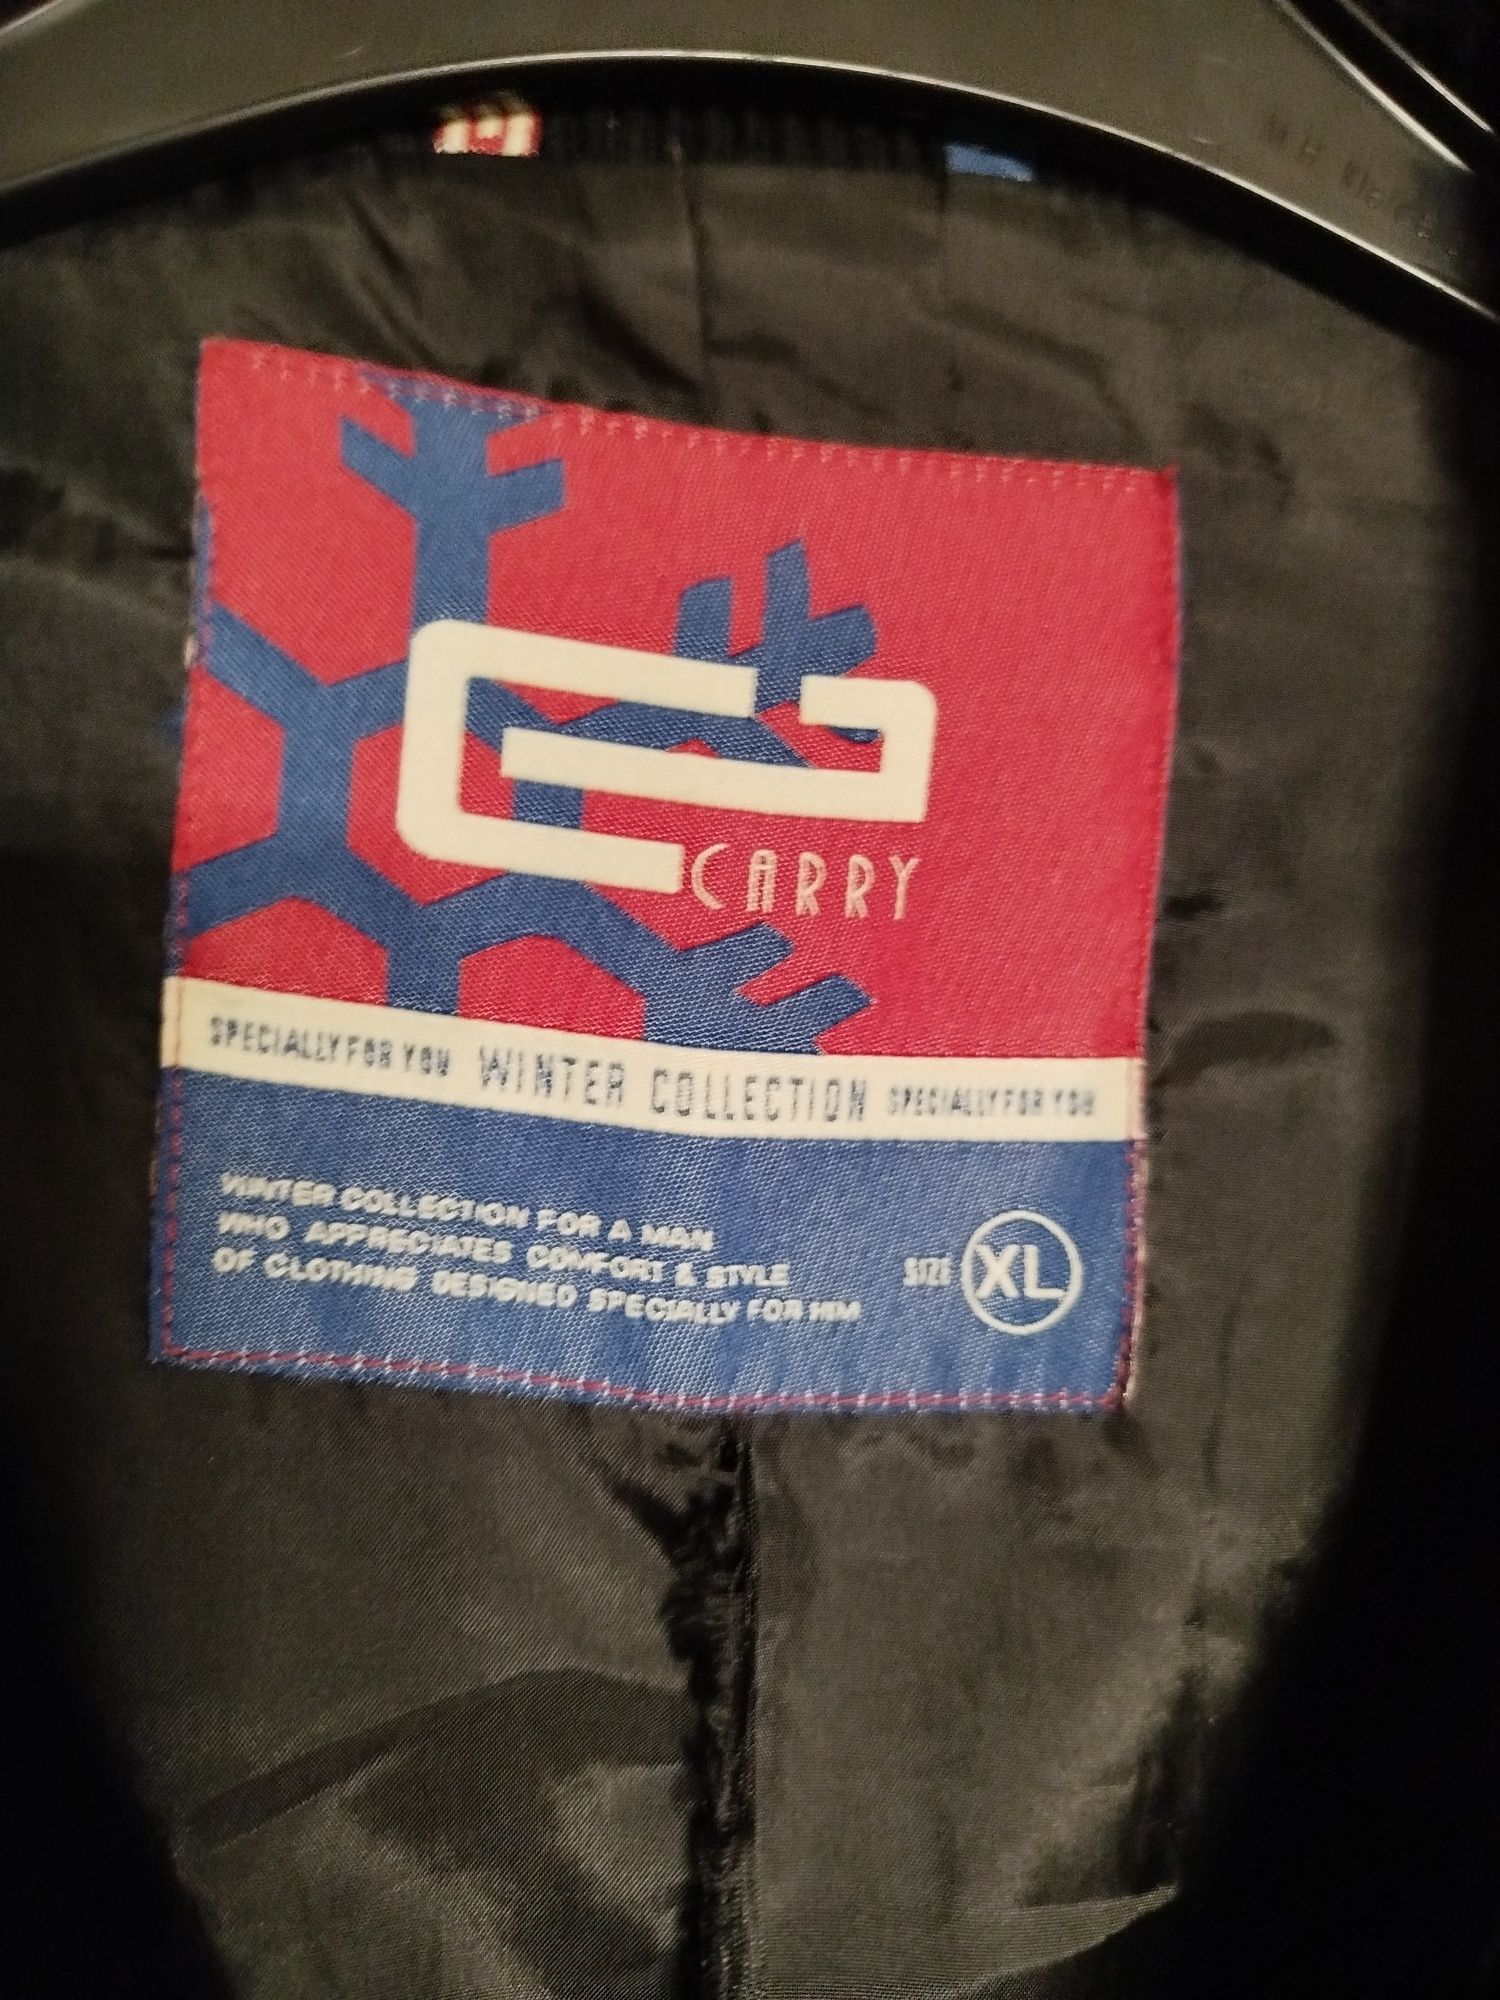 CARRY
SPECIALLY FOR YOU WINTER COLLECTION SPECIALLY FOR YOU
WINTER COLLECTION FOR A MAN
WHO APPRECIATES COMFORT & STYLE
OF CLOTHING DESIGNED SPECIALLY FOR HIM
SIZE XL